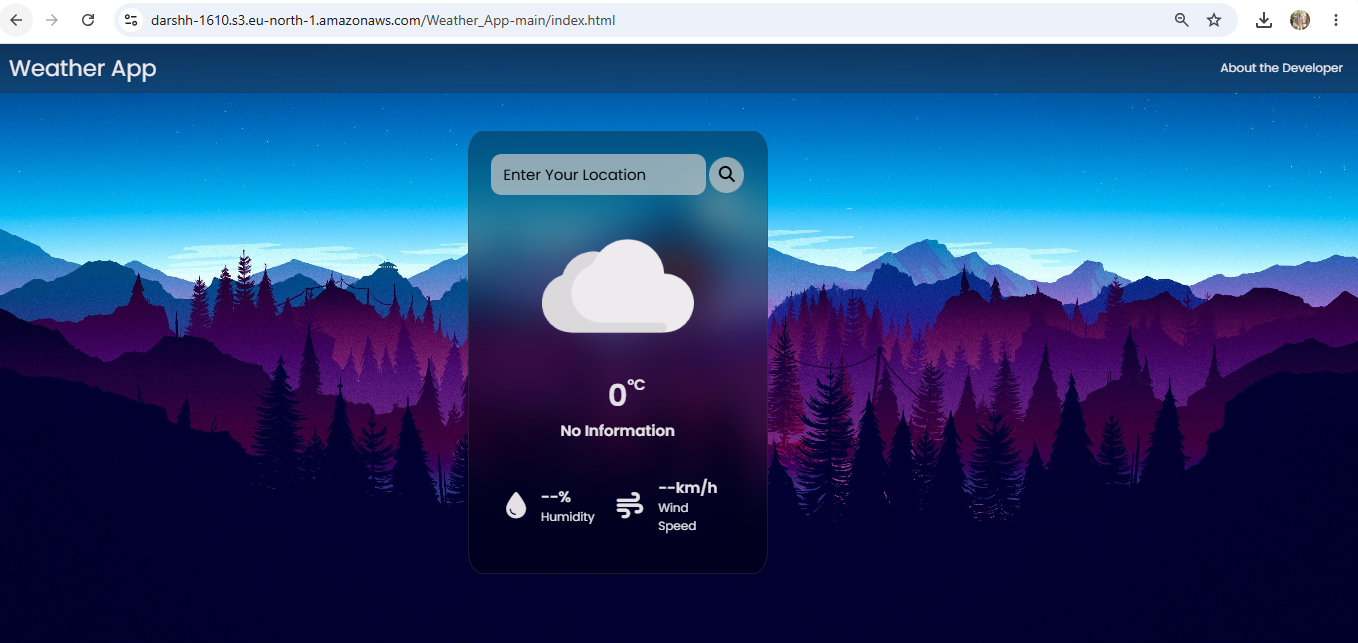 darshh-1610.s3.eu-north-1.amazonaws.com/Weather_App-main/index.html
Weather App
About the Developer
Enter Your Location
0°C
No Information
--%
Humidity
--km/h
Wind
Speed